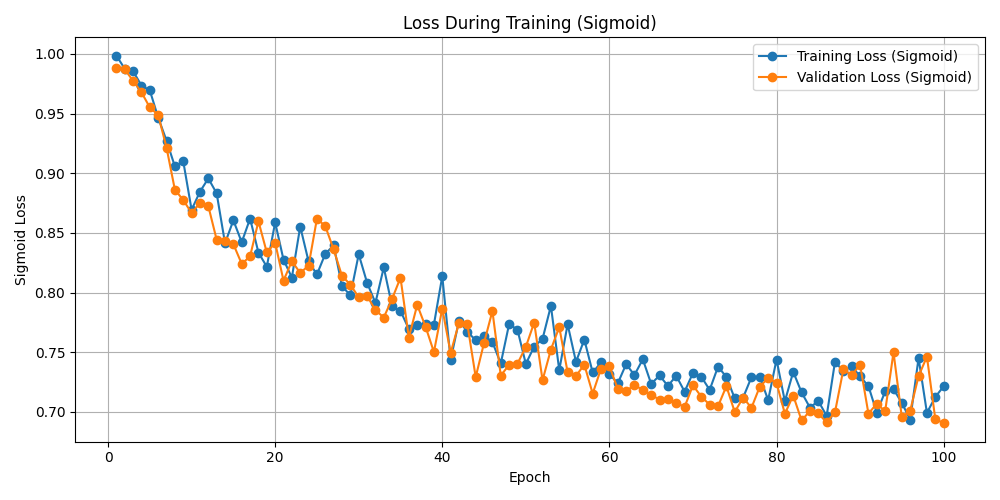 Loss During Training (Sigmoid)
Training Loss (Sigmoid)
Validation Loss (Sigmoid)
Sigmoid Loss
1.00
0.95
0.90
0.85
0.80
0.75
0.70
0 20 40 60 80 100
Epoch